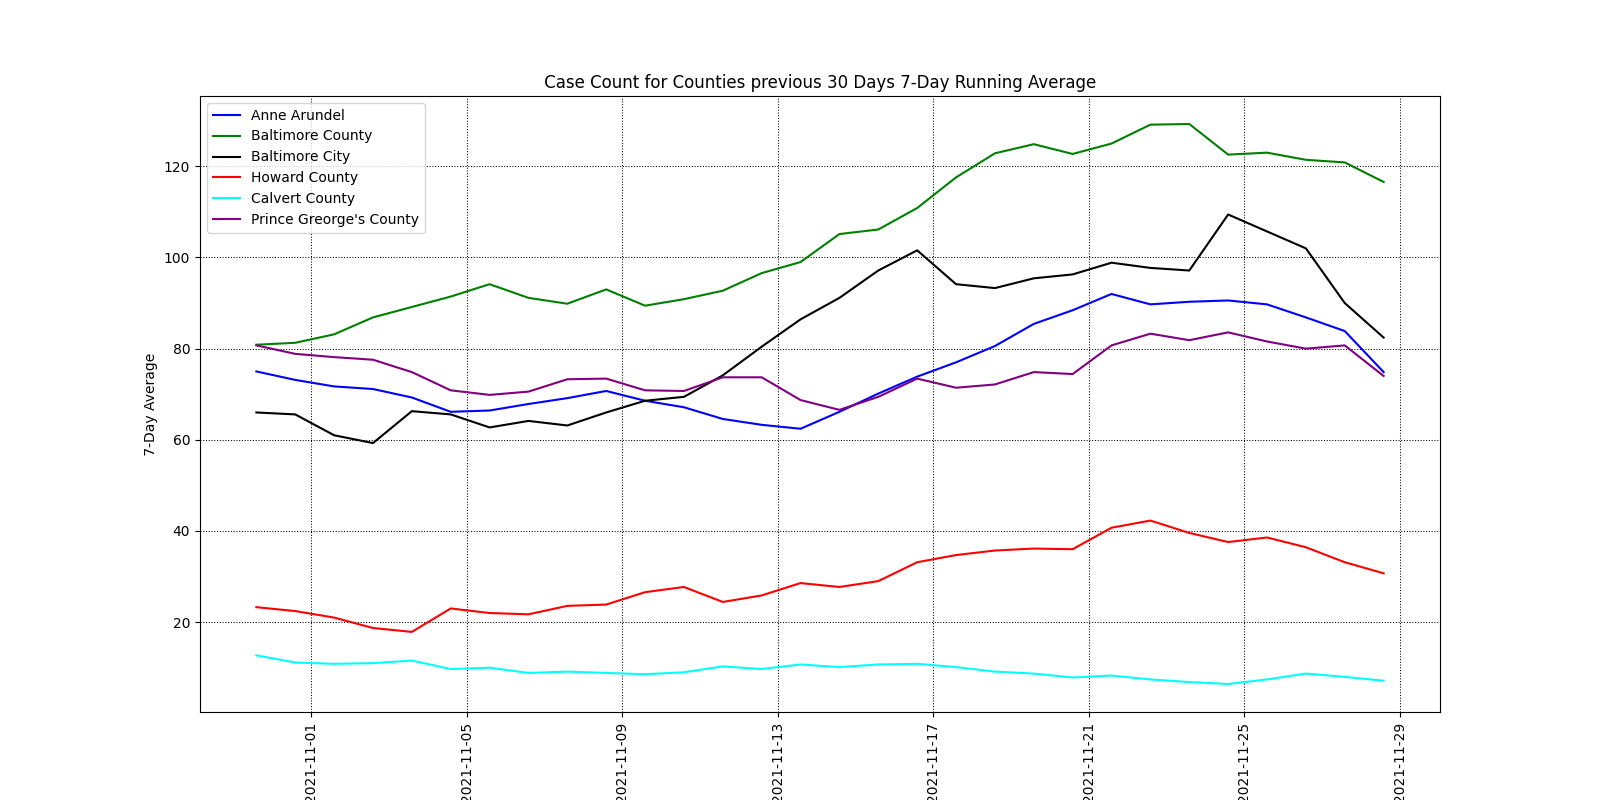 Case Count for Counties previous 30 Days 7-Day Running Average
Anne Arundel
Baltimore County
Baltimore City
Howard County
Calvert County
Prince Greorge's County
120
100
80
60
40
20
7-Day Average
2021-11-01
2021-11-05
2021-11-09
2021-11-13
2021-11-17
2021-11-21
2021-11-25
2021-11-29